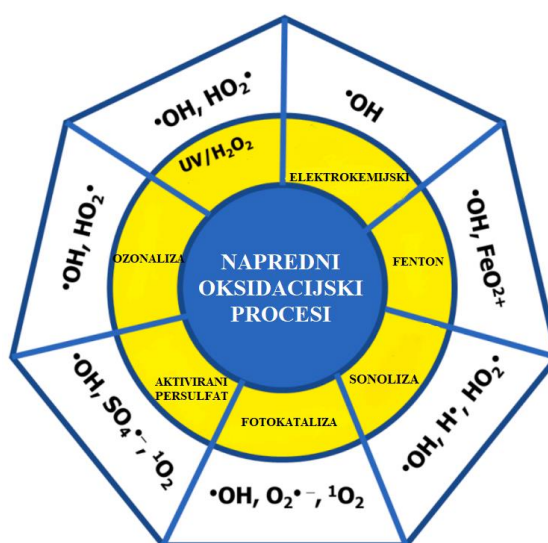 NAPREDNI
OKSIDACIJSKI
PROCESI
ELEKTROKEMIJSKI
•OH
FENTON
•OH, FeO²⁺
SONOLIZA
•OH, H•, HO₂•
FOTOKATALIZA
•OH, O₂•⁻, ¹O₂
AKTIVIRANI
PERSULFAT
•OH, SO₄•⁻, ¹O₂
OZONALIZA
•OH, HO₂•
UV/H₂O₂
•OH, HO₂•